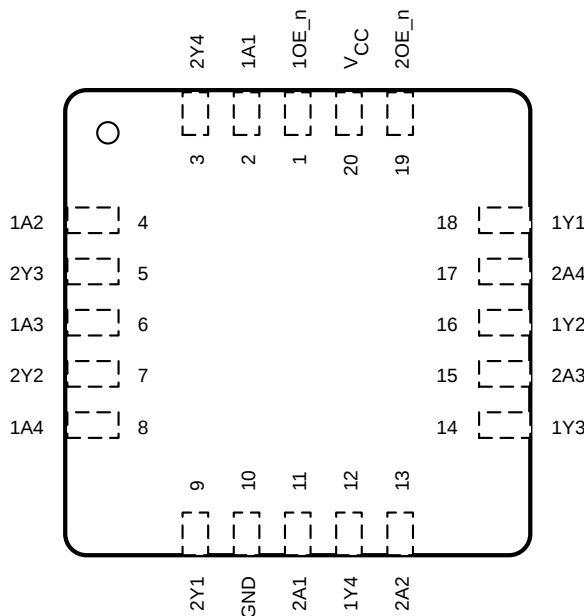 2Y4 1A1 1OE_n VCC 2OE_n
3 2 1 20 19
1A2 4 18 1Y1
2Y3 5 17 2A4
1A3 6 16 1Y2
2Y2 7 15 2A3
1A4 8 14 1Y3
9 10 11 12 13
2Y1 GND 2A1 1Y4 2A2